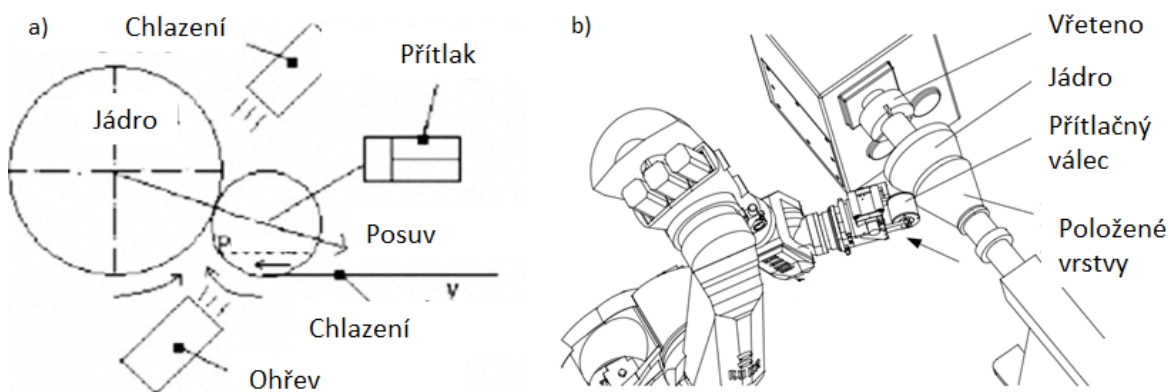 a)
Chlazení
Přítlak
Jádro
Posuv
P
v
Chlazení
Ohřev
b)
Vřeteno
Jádro
Přítlačný
válec
Položené
vrstvy